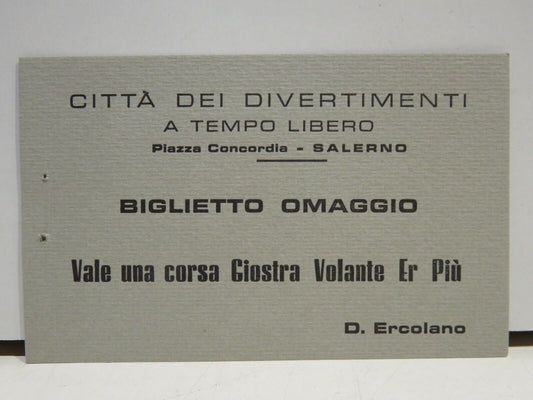 CITTÀ DEI DIVERTIMENTI
A TEMPO LIBERO
Piazza Concordia - SALERNO
BIGLIETTO OMAGGIO
Vale una corsa Giostra Volante Er Più
D. Ercolano